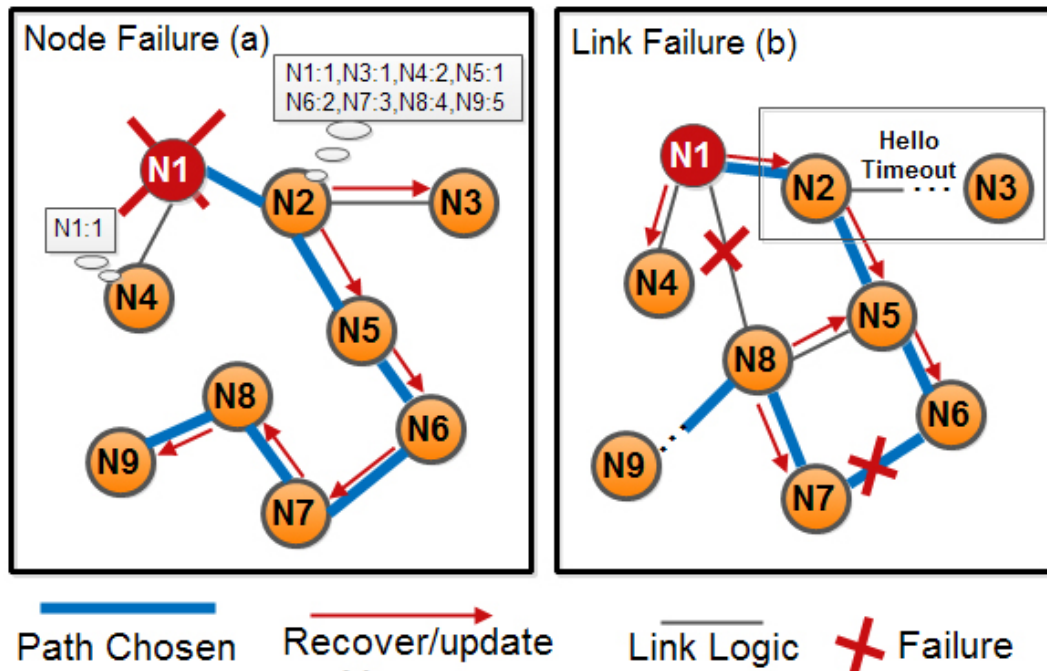 Node Failure (a)
N1:1,N3:1,N4:2,N5:1
N6:2,N7:3,N8:4,N9:5
N1
N2
N3
N1:1
N4
N5
N8
N6
N9
N7
Link Failure (b)
N1
Hello
Timeout
N2
N3
N4
N5
N8
N6
N9
N7
Path Chosen
Recover/update
Link Logic
Failure